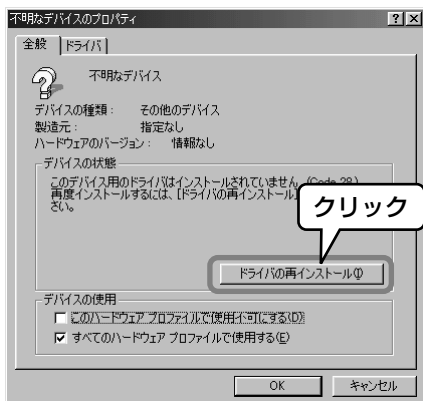 不明なデバイスのプロパティ
全般 ドライバ
不明なデバイス
デバイスの種類: その他のデバイス
製造元: 指定なし
ハードウェアのバージョン: 情報なし
デバイスの状態
このデバイス用のドライバはインストールされていません. (Code 28)
再度インストールするには、[ドライバの再インストール]
さい。
クリック
ドライバの再インストール(I)
デバイスの使用
このハードウェア プロファイルで使用不可にする(D)
すべてのハードウェア プロファイルで使用する(E)
OK キャンセル